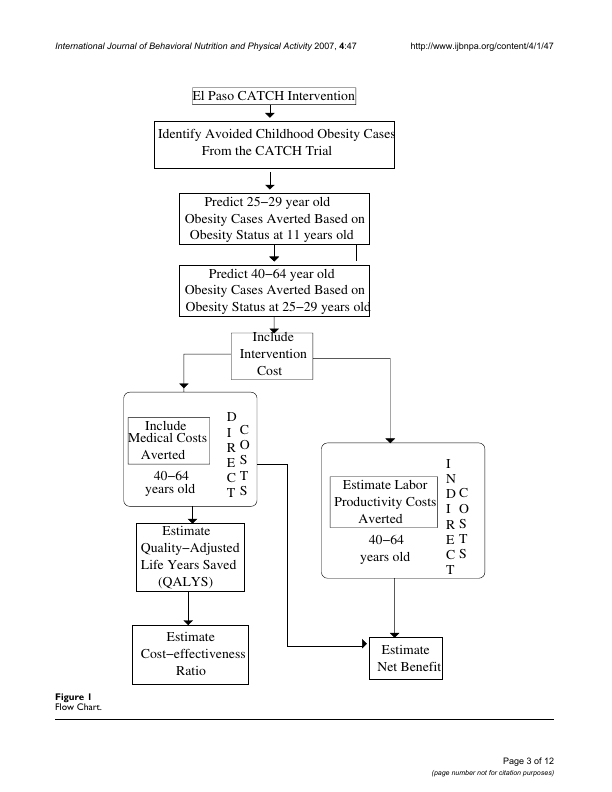 International Journal of Behavioral Nutrition and Physical Activity 2007, 4:47
http://www.ijbnpa.org/content/4/1/47
El Paso CATCH Intervention
Identify Avoided Childhood Obesity Cases
From the CATCH Trial
Predict 25−29 year old
Obesity Cases Averted Based on
Obesity Status at 11 years old
Predict 40−64 year old
Obesity Cases Averted Based on
Obesity Status at 25−29 years old
Include
Intervention
Cost
Include
Medical Costs
Averted
40−64
years old
DIRECT
COSTS
Estimate Labor
Productivity Costs
Averted
40−64
years old
INDIRECT
COSTS
Estimate
Quality−Adjusted
Life Years Saved
(QALYS)
Estimate
Cost−effectiveness
Ratio
Estimate
Net Benefit
Figure 1
Flow Chart.
Page 3 of 12
(page number not for citation purposes)